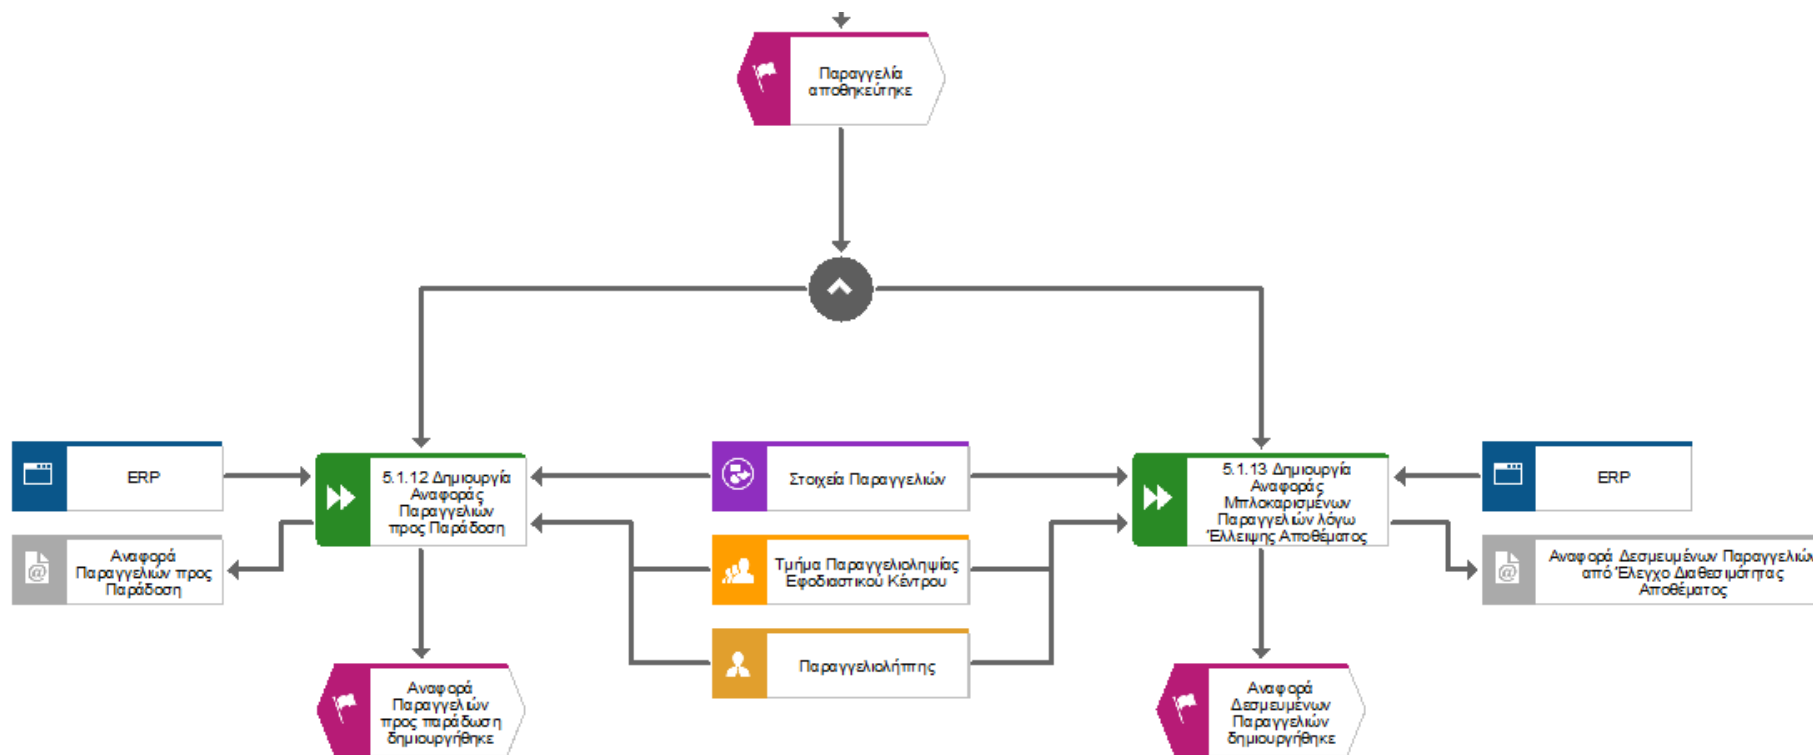 Παραγγελία
αποθηκεύτηκε
ERP
5.1.12 Δημιουργία
Αναφοράς
Παραγγελιών
προς Παράδοση
Στοιχεία Παραγγελιών
5.1.13 Δημιουργία
Αναφοράς
Μπλοκαρισμένων
Παραγγελιών λόγω
Έλλειψης Αποθέματος
ERP
Αναφορά
Παραγγελιών προς
Παράδοση
Τμήμα Παραγγελιοληψίας
Εφοδιαστικού Κέντρου
Αναφορά Δεσμευμένων Παραγγελιών
από Έλεγχο Διαθεσιμότητας
Αποθέματος
Παραγγελιολήπτης
Αναφορά
Παραγγελιών
προς παράδωση
δημιουργήθηκε
Αναφορά
Δεσμευμένων
Παραγγελιών
δημιουργήθηκε